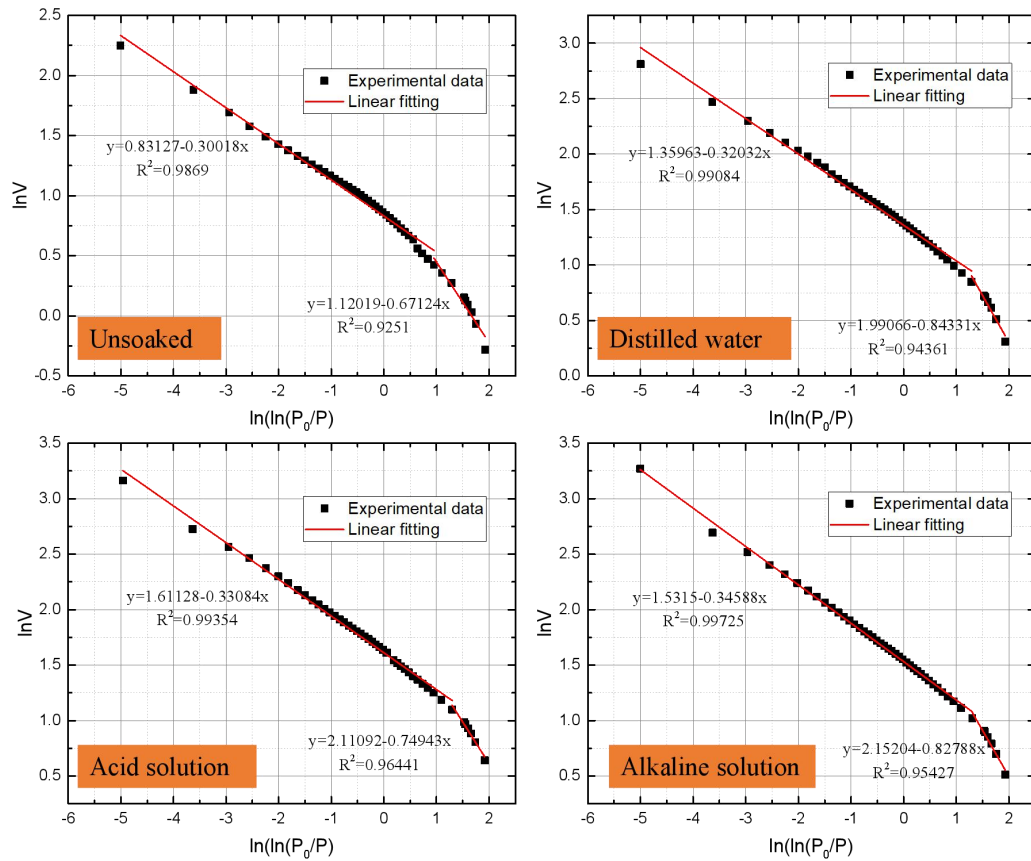 2.5
2.0
1.5
1.0
0.5
0.0
-0.5
lnV
Experimental data
Linear fitting
y=0.83127-0.30018x
R²=0.9869
y=1.12019-0.67124x
R²=0.9251
Unsoaked
-6 -5 -4 -3 -2 -1 0 1 2
ln(ln(P₀/P)
3.0
2.5
2.0
1.5
1.0
0.5
0.0
lnV
Experimental data
Linear fitting
y=1.35963-0.32032x
R²=0.99084
y=1.99066-0.84331x
R²=0.94361
Distilled water
-6 -5 -4 -3 -2 -1 0 1 2
ln(ln(P₀/P)
3.5
3.0
2.5
2.0
1.5
1.0
0.5
lnV
Experimental data
Linear fitting
y=1.61128-0.33084x
R²=0.99354
y=2.11092-0.74943x
R²=0.96441
Acid solution
-6 -5 -4 -3 -2 -1 0 1 2
ln(ln(P₀/P)
3.5
3.0
2.5
2.0
1.5
1.0
0.5
lnV
Experimental data
Linear fitting
y=1.5315-0.34588x
R²=0.99725
y=2.15204-0.82788x
R²=0.95427
Alkaline solution
-6 -5 -4 -3 -2 -1 0 1 2
ln(ln(P₀/P)